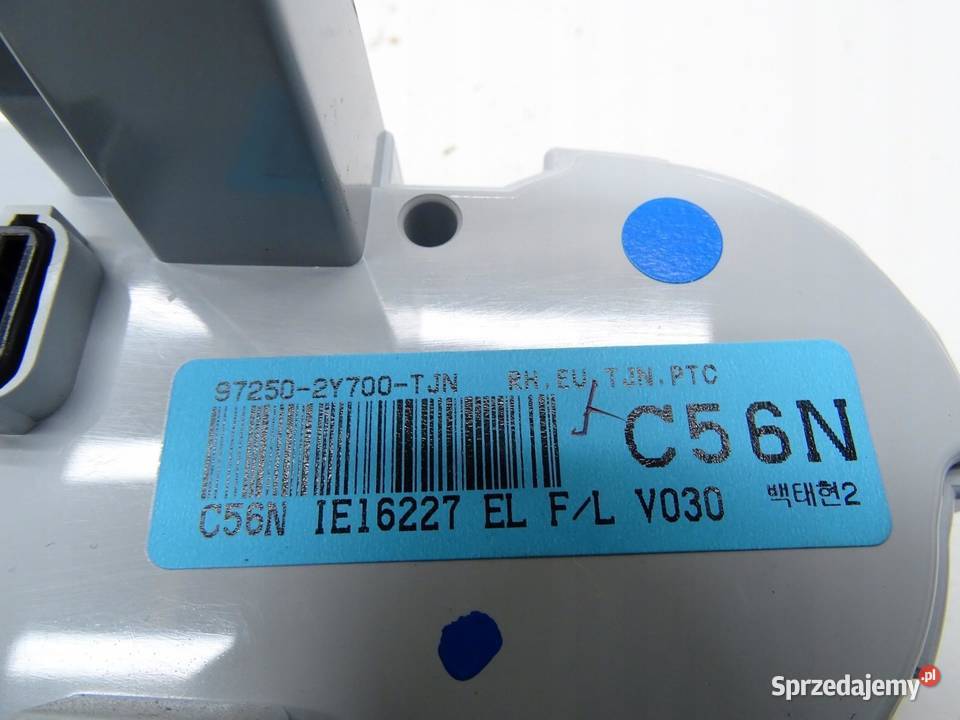 97250-2Y700-TJN RH.EU.TJN.PTC
C56N
C56N IE16227 EL F/L V030 백태현2
Sprzedajemy.pl